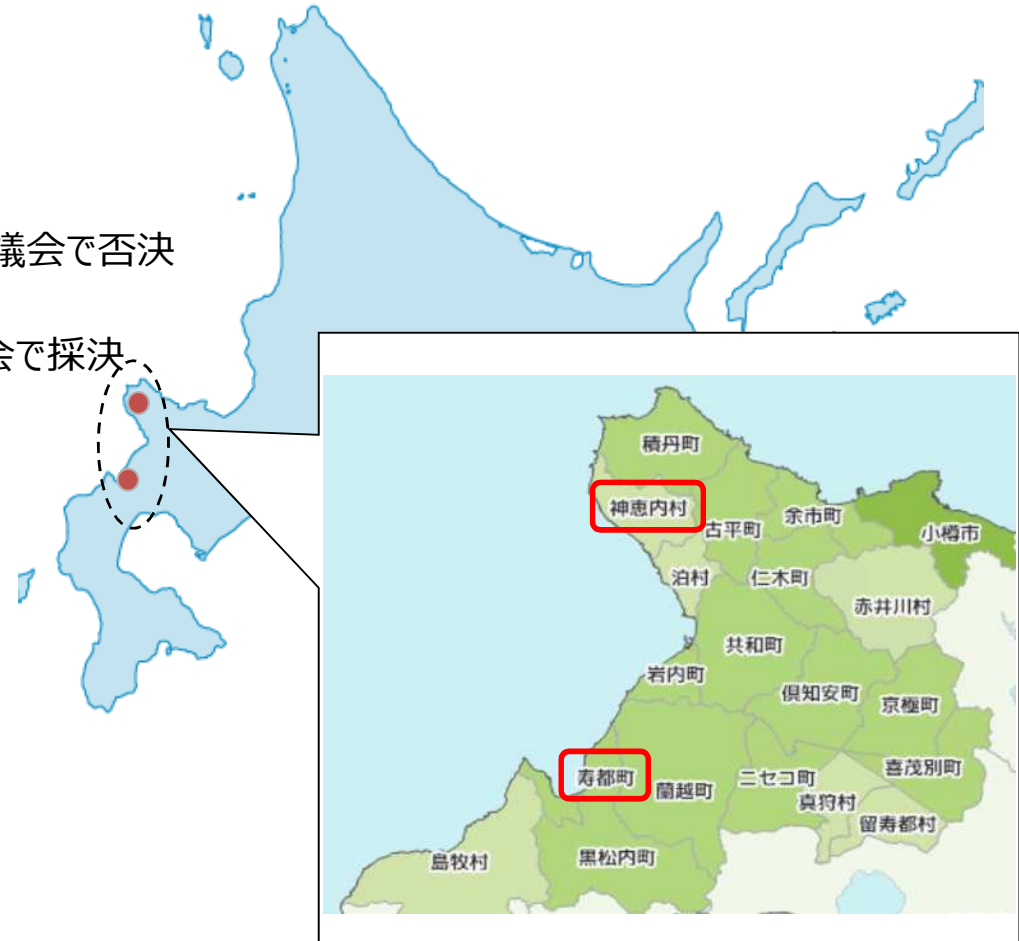 議会で否決
会で採決
積丹町
神恵内村
余市町
古平町
小樽市
泊村
仁木町
赤井川村
共和町
岩内町
倶知安町
京極町
寿都町
蘭越町
ニセコ町
喜茂別町
真狩村
留寿都村
島牧村
黒松内町